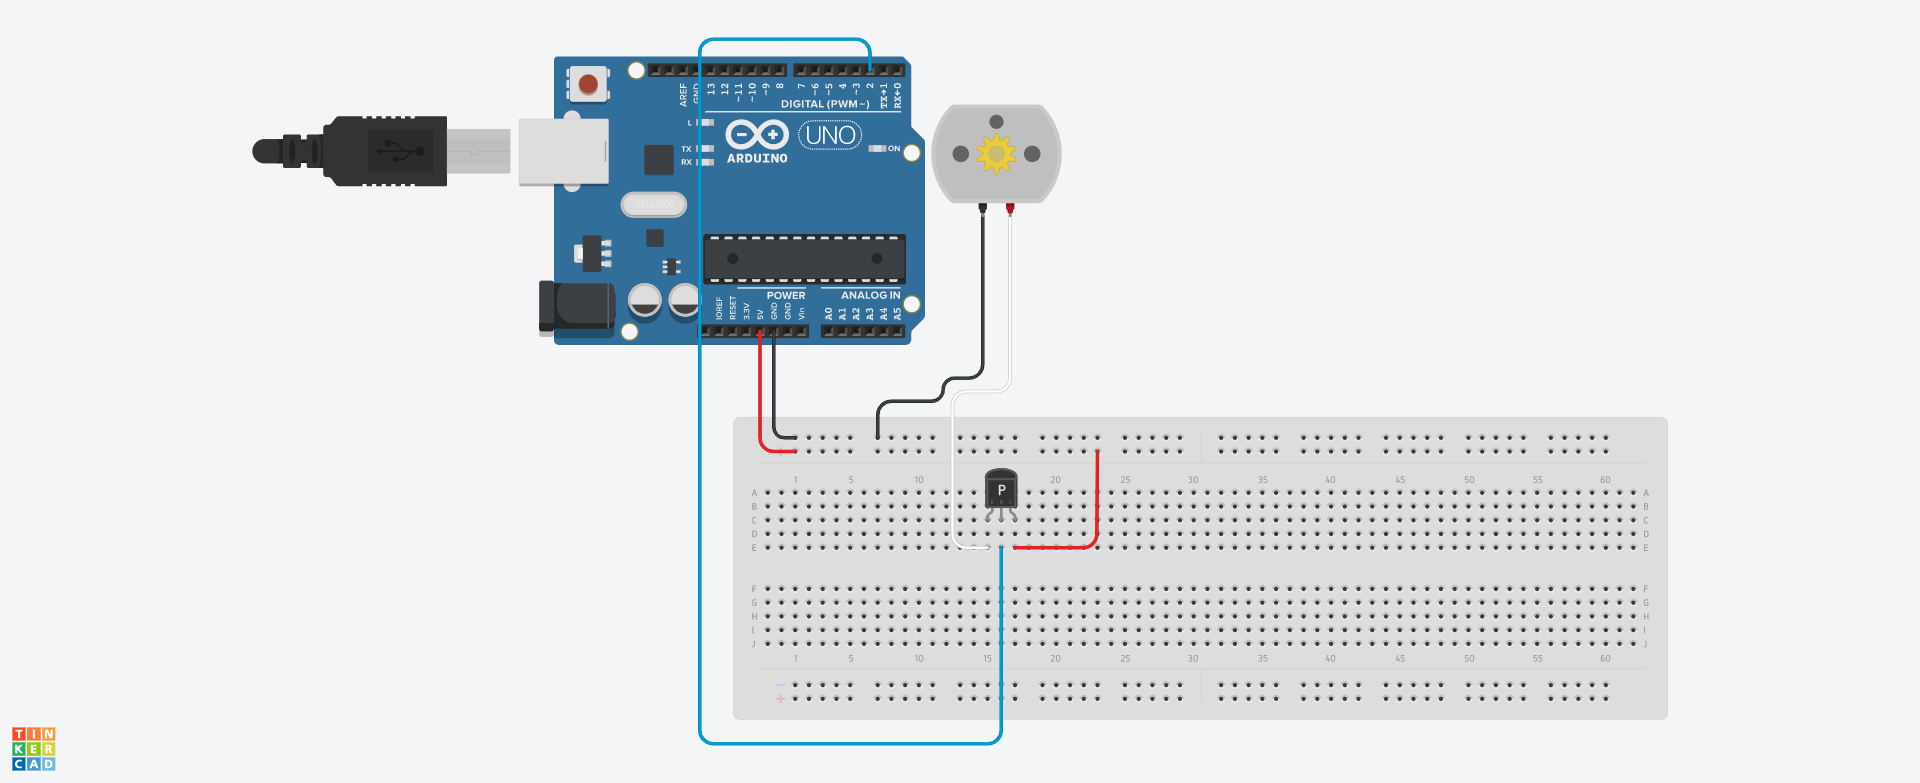 AREF
GND
13
12
~11
~10
~9
8
7
~6
~5
4
~3
2
TX→1
RX←0
DIGITAL (PWM~)
L
TX
RX
ARDUINO
UNO
ON
POWER
ANALOG IN
IOREF
RESET
3.3V
5V
GND
GND
Vin
A0
A1
A2
A3
A4
A5
1 5 10 20 25 30 35 40 45 50 55 60
A A
B B
C C
D D
E E
P
F F
G G
H H
I I
J J
1 5 10 15 20 25 30 35 40 45 50 55 60
TIN
KER
CAD